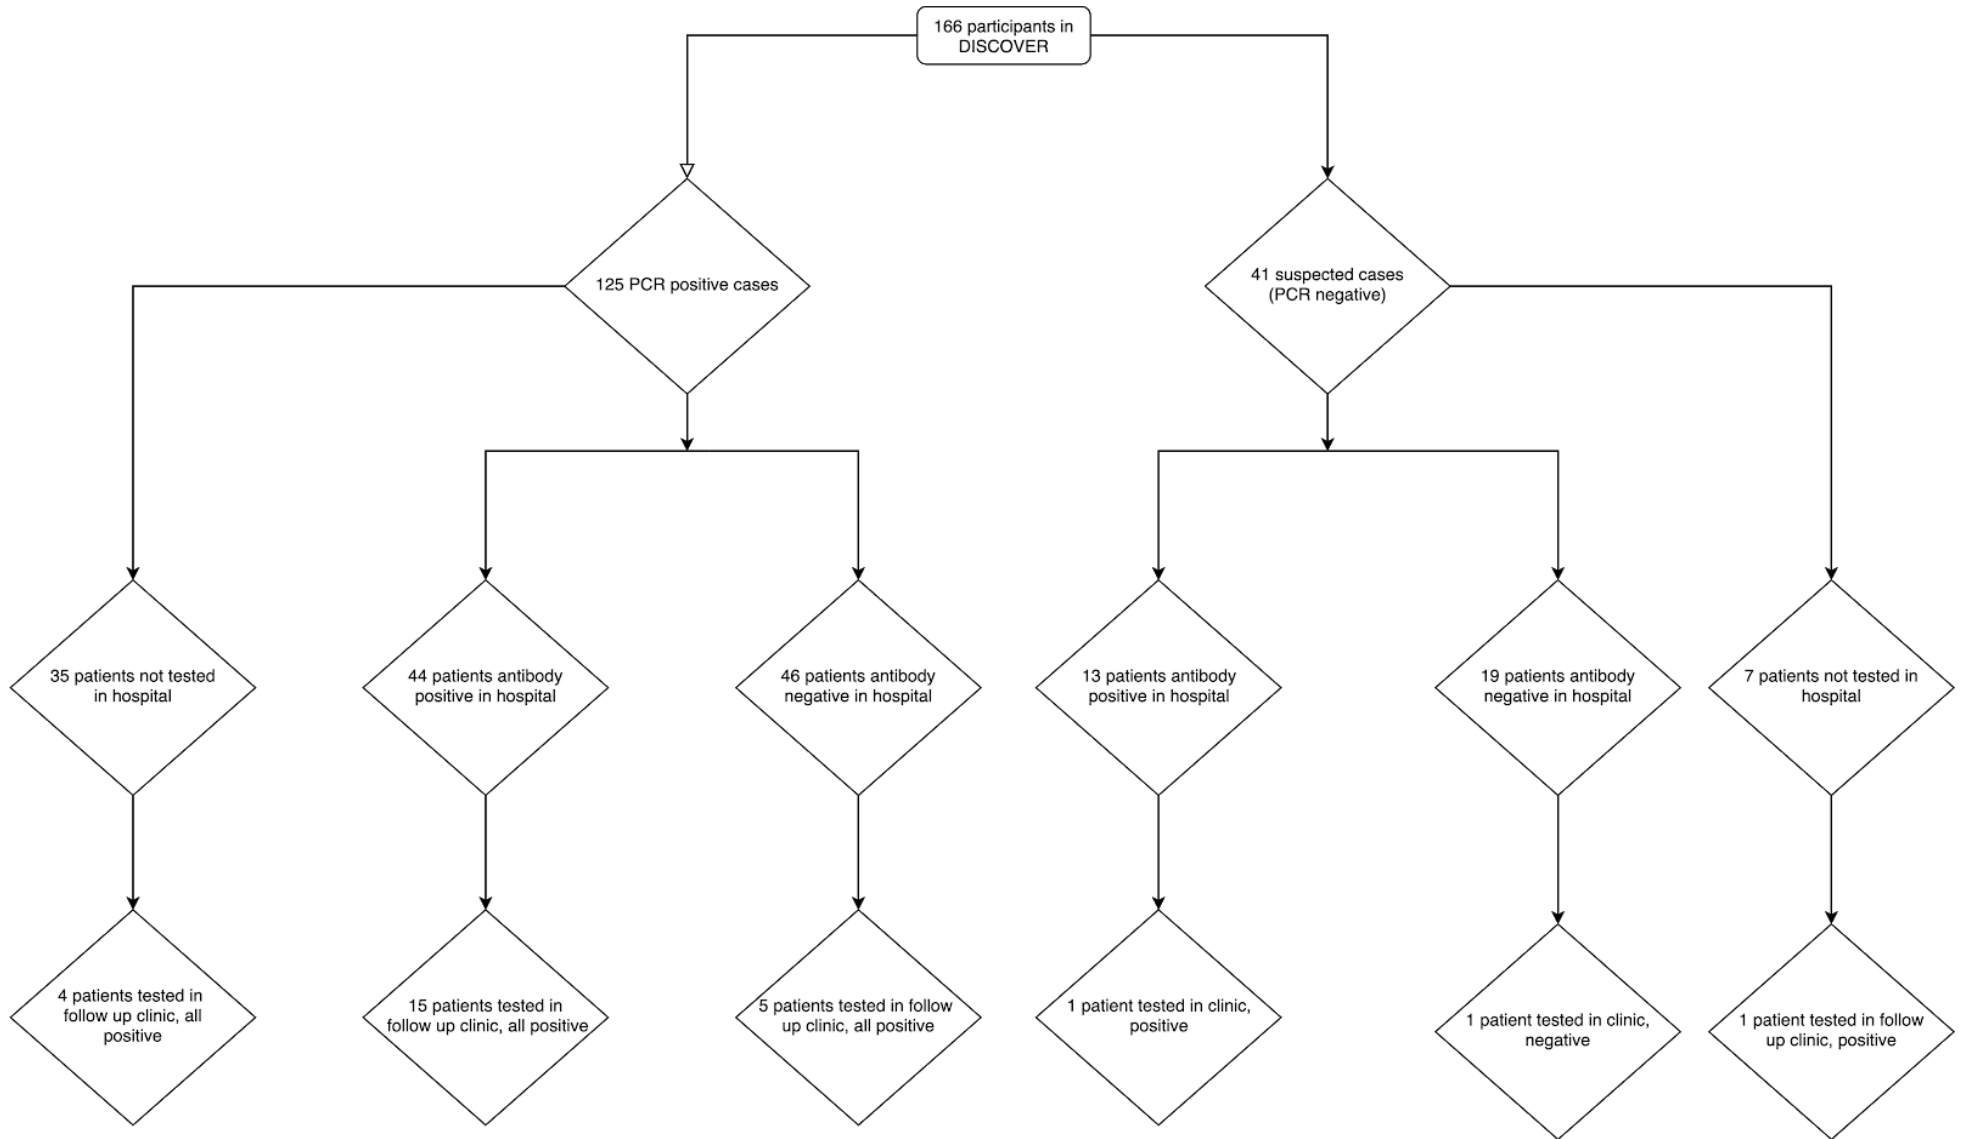 166 participants in
DISCOVER
125 PCR positive cases
41 suspected cases
(PCR negative)
35 patients not tested
in hospital
44 patients antibody
positive in hospital
46 patients antibody
negative in hospital
13 patients antibody
positive in hospital
19 patients antibody
negative in hospital
7 patients not tested in
hospital
4 patients tested in
follow up clinic, all
positive
15 patients tested in
follow up clinic, all positive
5 patients tested in follow
up clinic, all positive
1 patient tested in clinic,
positive
1 patient tested in clinic,
negative
1 patient tested in follow
up clinic, positive